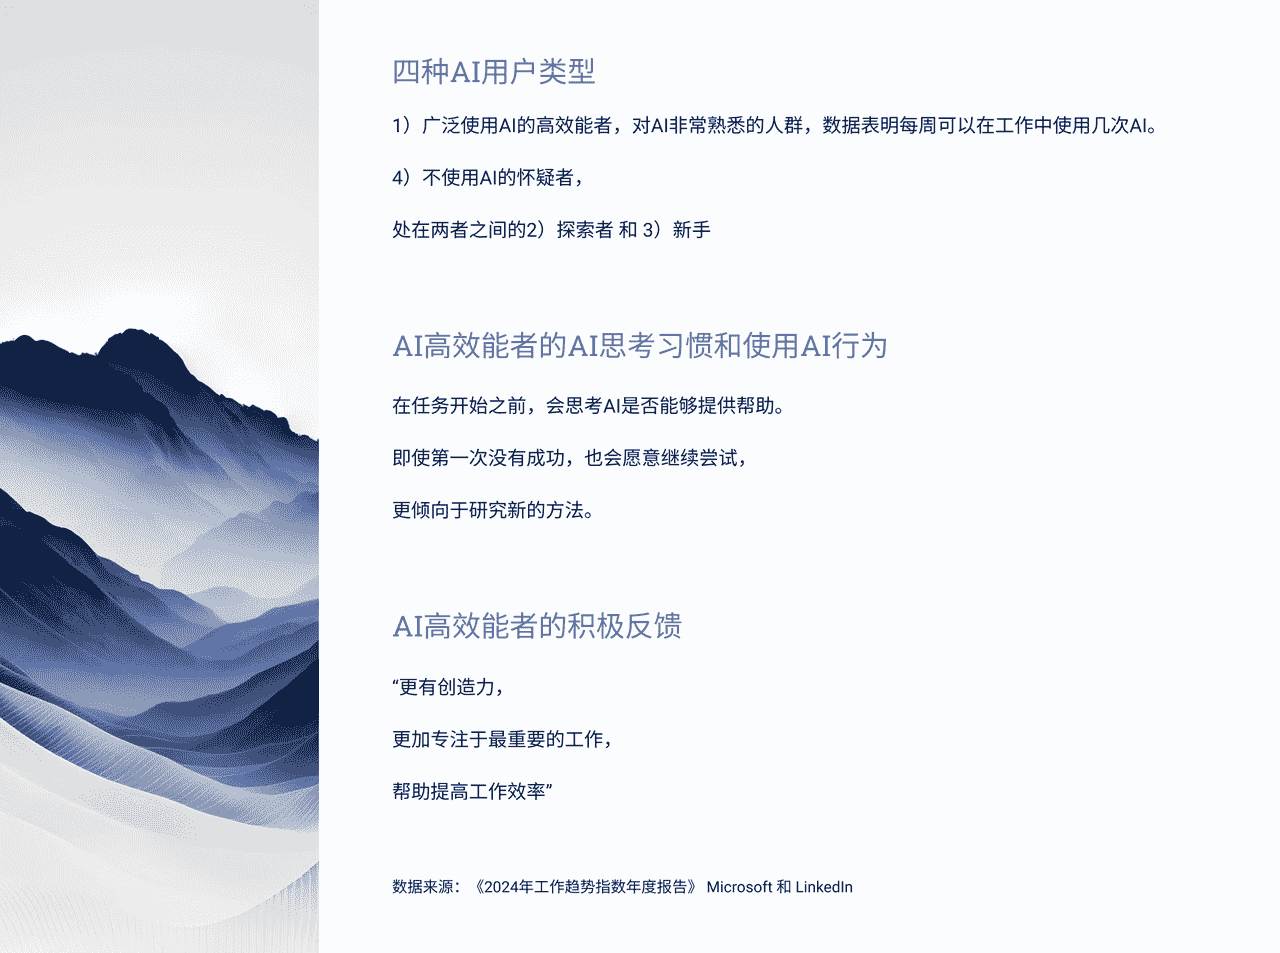 四种AI用户类型
1）广泛使用AI的高效能者，对AI非常熟悉的人群，数据表明每周可以在工作中使用几次AI。
4）不使用AI的怀疑者，
处在两者之间的2）探索者 和 3）新手
AI高效能者的AI思考习惯和使用AI行为
在任务开始之前，会思考AI是否能够提供帮助。
即使第一次没有成功，也会愿意继续尝试，
更倾向于研究新的方法。
AI高效能者的积极反馈
“更有创造力，
更加专注于最重要的工作，
帮助提高工作效率”
数据来源：《2024年工作趋势指数年度报告》 Microsoft 和 LinkedIn